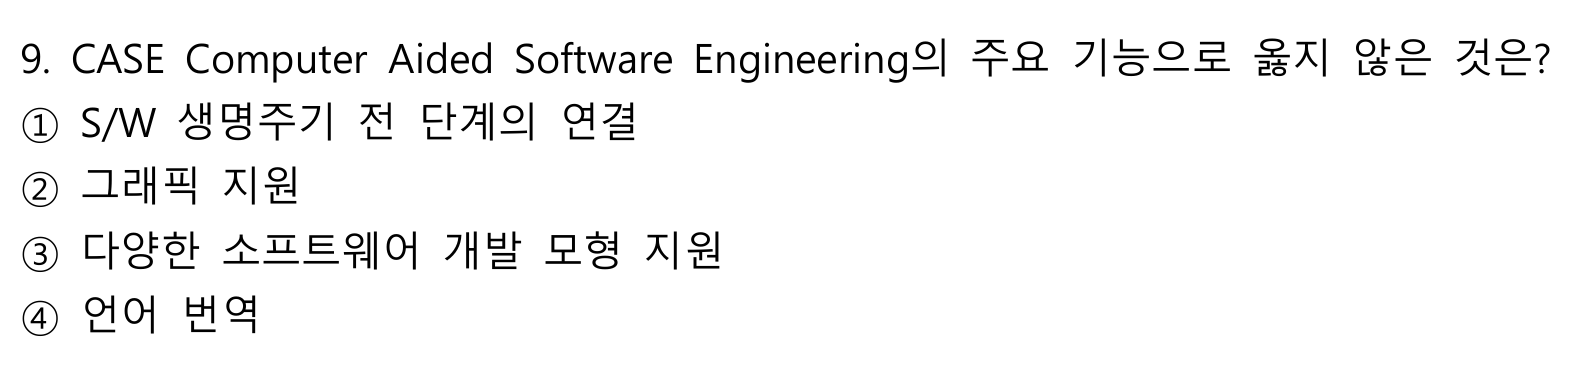 9. CASE Computer Aided Software Engineering의 주요 기능으로 옳지 않은 것은?
① S/W 생명주기 전 단계의 연결
② 그래픽 지원
③ 다양한 소프트웨어 개발 모형 지원
④ 언어 번역